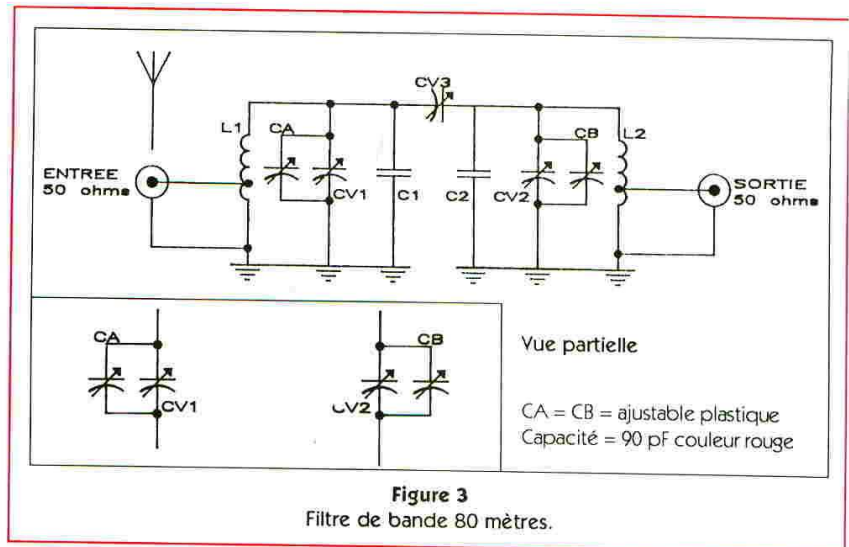 CV3
L1
CA
CB
L2
ENTREE
50 ohms
CV1
C1
C2
CV2
SORTIE
50 ohms
CA
CV1
CB
CV2
Vue partielle
CA = CB = ajustable plastique
Capacité = 90 pF couleur rouge
Figure 3
Filtre de bande 80 mètres.